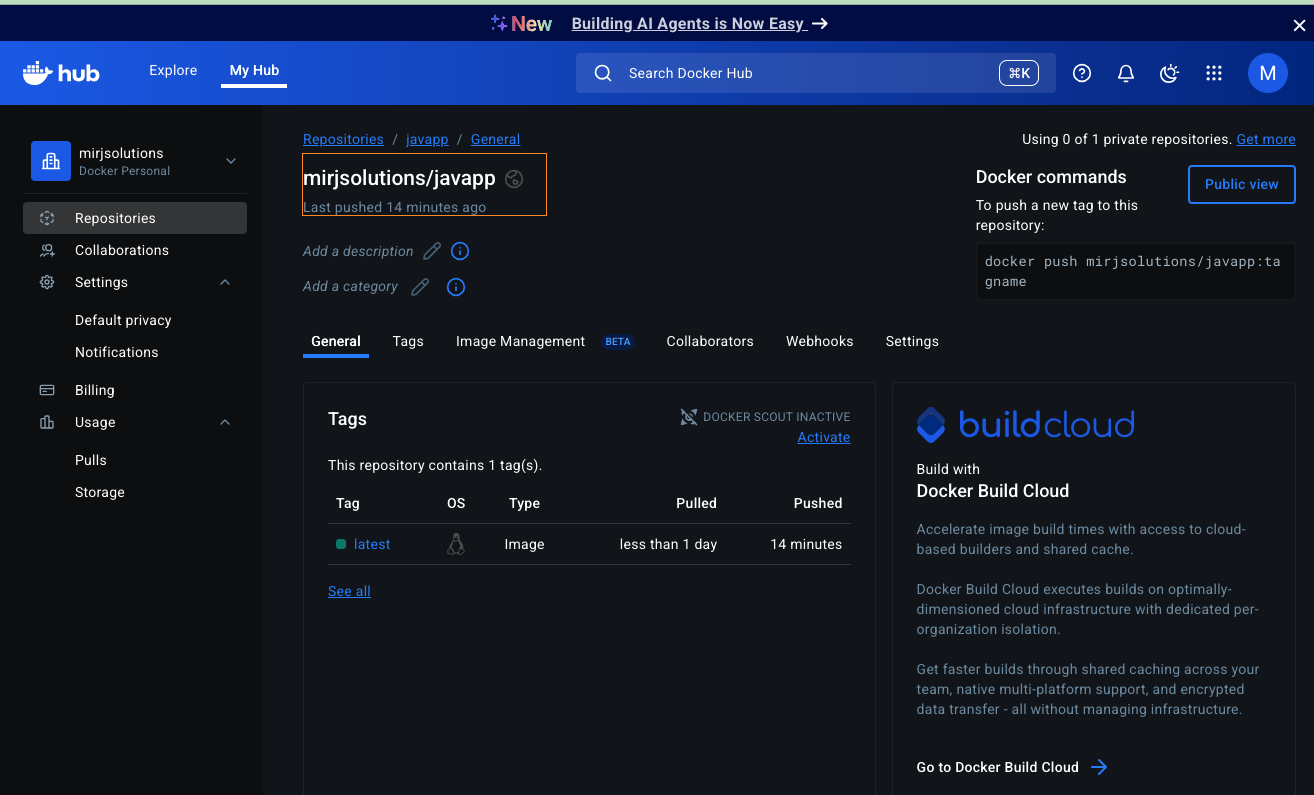 New Building AI Agents is Now Easy
hub Explore My Hub Search Docker Hub ⌘K M
mirjsolutions
Docker Personal
Repositories
Collaborations
Settings
Default privacy
Notifications
Billing
Usage
Pulls
Storage
Repositories / javapp / General
Using 0 of 1 private repositories. Get more
mirjsolutions/javapp
Last pushed 14 minutes ago
Add a description
Add a category
Docker commands
Public view
To push a new tag to this
repository:
docker push mirjsolutions/javapp:ta
gname
General Tags Image Management BETA Collaborators Webhooks Settings
Tags
DOCKER SCOUT INACTIVE
Activate
This repository contains 1 tag(s).
Tag OS Type Pulled Pushed
latest Image less than 1 day 14 minutes
See all
buildcloud
Build with
Docker Build Cloud
Accelerate image build times with access to cloud-
based builders and shared cache.
Docker Build Cloud executes builds on optimally-
dimensioned cloud infrastructure with dedicated per-
organization isolation.
Get faster builds through shared caching across your
team, native multi-platform support, and encrypted
data transfer - all without managing infrastructure.
Go to Docker Build Cloud